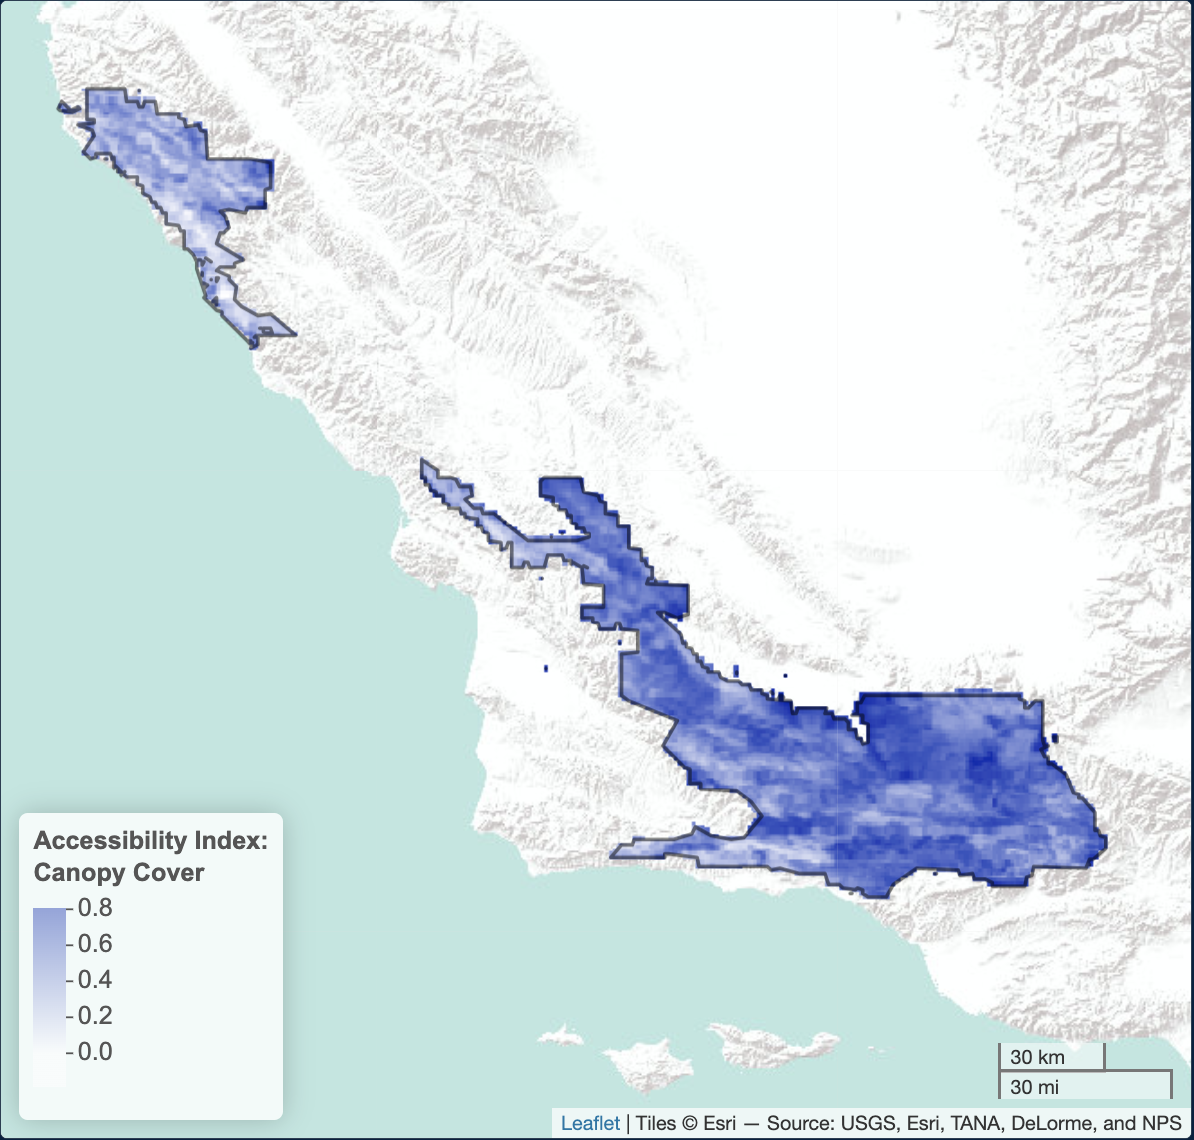 Accessibility Index:
Canopy Cover
0.8
0.6
0.4
0.2
0.0
30 km
30 mi
Leaflet | Tiles © Esri — Source: USGS, Esri, TANA, DeLorme, and NPS